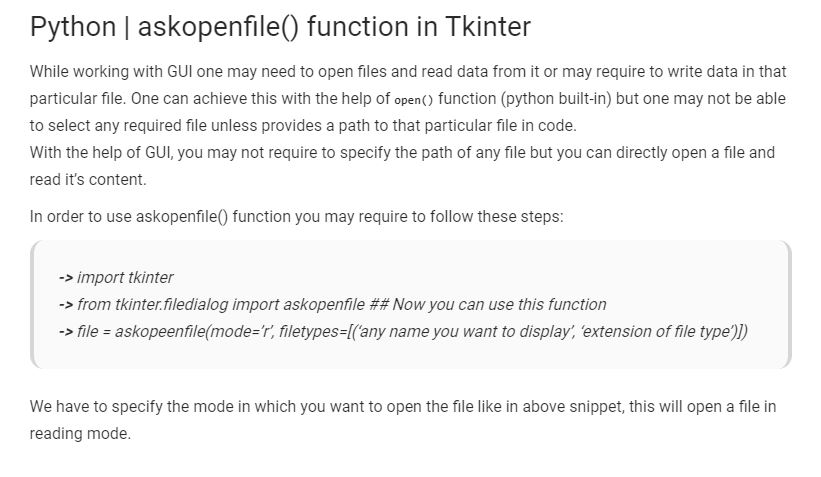 Python | askopenfile() function in Tkinter
While working with GUI one may need to open files and read data from it or may require to write data in that
particular file. One can achieve this with the help of open() function (python built-in) but one may not be able
to select any required file unless provides a path to that particular file in code.
With the help of GUI, you may not require to specify the path of any file but you can directly open a file and
read it's content.
In order to use askopenfile() function you may require to follow these steps:
-> import tkinter
-> from tkinter.filedialog import askopenfile ## Now you can use this function
-> file = askopeenfile(mode='r', filetypes=[('any name you want to display', 'extension of file type')])
We have to specify the mode in which you want to open the file like in above snippet, this will open a file in
reading mode.